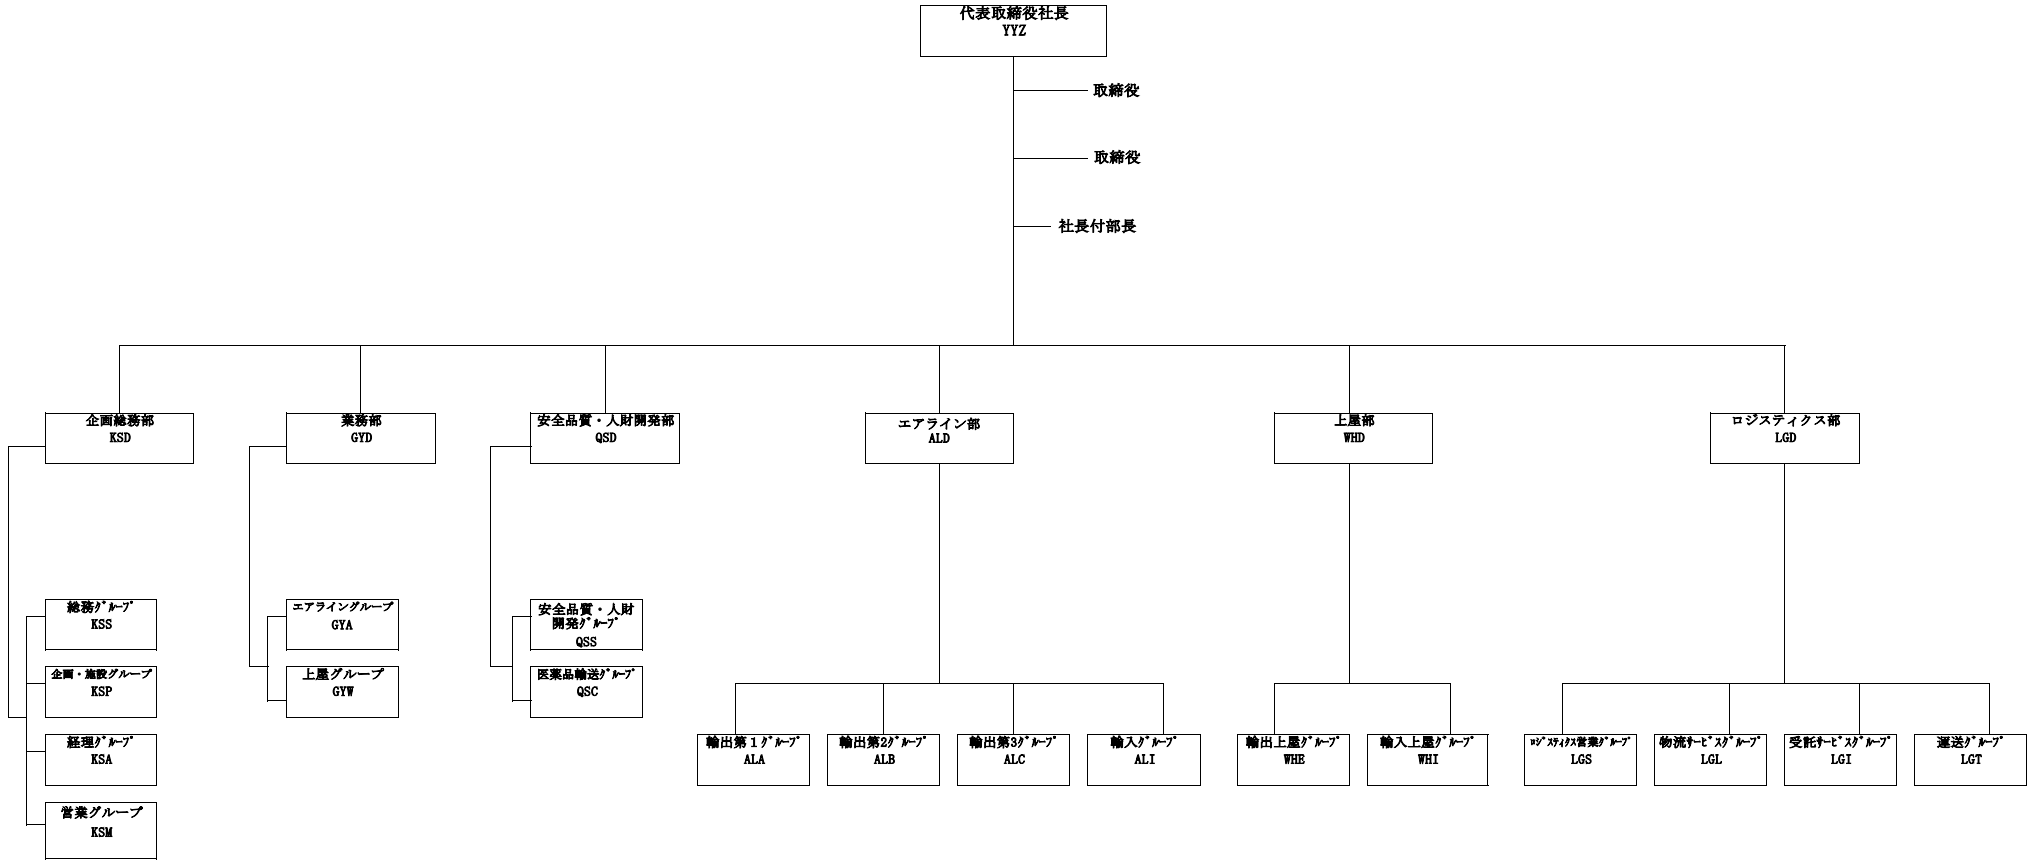 代表取締役社長
YYZ
取締役
取締役
社長付部長
企画総務部
KSD
業務部
GYD
安全品質・人財開発部
QSD
エアライン部
ALD
上屋部
WHD
ロジスティクス部
LGD
総務ｸﾞﾙｰﾌﾟ
KSS
企画・施設グループ
KSP
経理ｸﾞﾙｰﾌﾟ
KSA
営業グループ
KSM
エアライングループ
GYA
上屋グループ
GYW
安全品質・人財
開発ｸﾞﾙｰﾌﾟ
QSS
医薬品輸送ｸﾞﾙｰﾌﾟ
QSC
輸出第１ｸﾞﾙｰﾌﾟ
ALA
輸出第2ｸﾞﾙｰﾌﾟ
ALB
輸出第3ｸﾞﾙｰﾌﾟ
ALC
輸入ｸﾞﾙｰﾌﾟ
ALI
輸出上屋ｸﾞﾙｰﾌﾟ
WHE
輸入上屋ｸﾞﾙｰﾌﾟ
WHI
ﾛｼﾞｽﾃｨｸｽ営業ｸﾞﾙｰﾌﾟ
LGS
物流ｻｰﾋﾞｽｸﾞﾙｰﾌﾟ
LGL
受託ｻｰﾋﾞｽｸﾞﾙｰﾌﾟ
LGI
運送ｸﾞﾙｰﾌﾟ
LGT